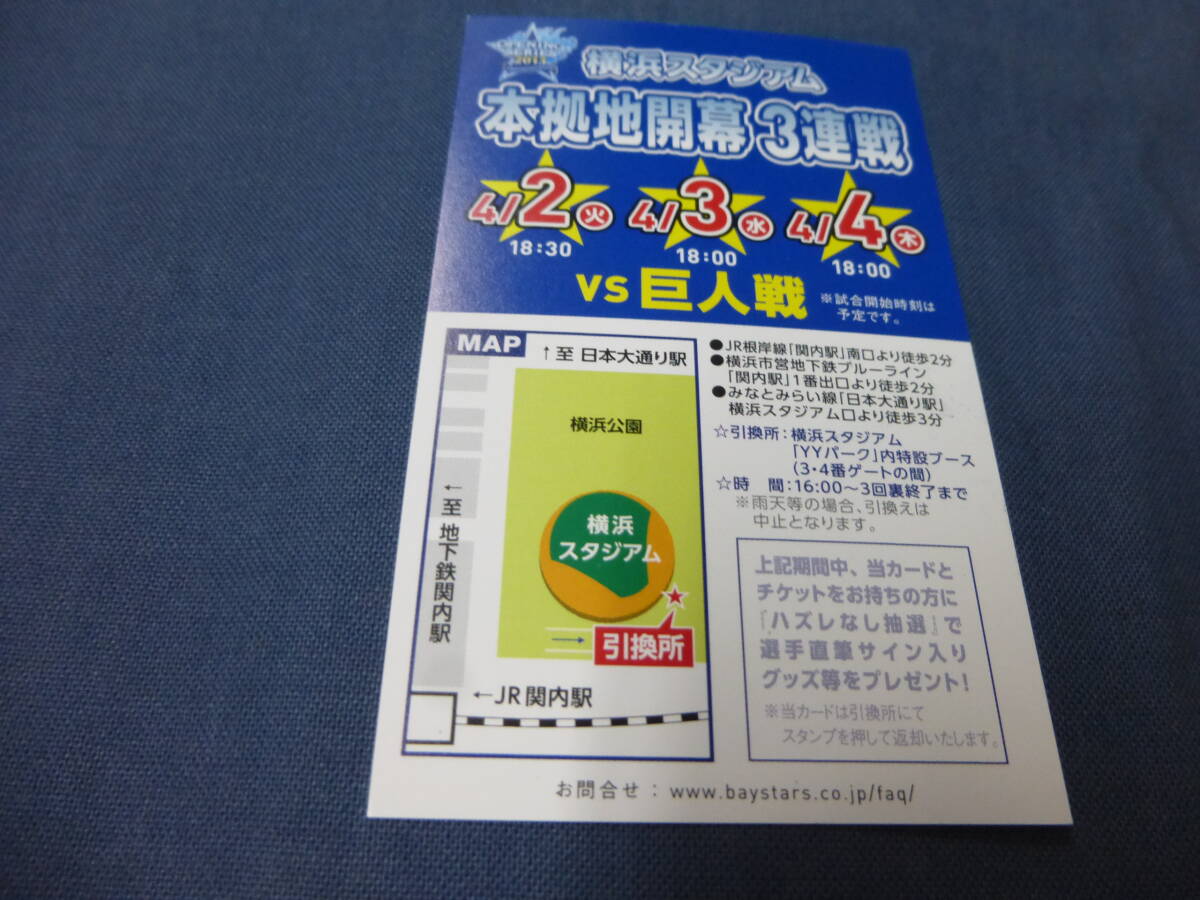 2013
横浜スタジアム
本拠地開幕3連戦
4/2火 4/3水 4/4木
18:30 18:00 18:00
vs 巨人戦
※試合開始時刻は
予定です。
MAP
↑至 日本大通り駅
横浜公園
横浜
スタジアム
引換所
←至 地下鉄関内駅
←JR関内駅
●JR根岸線「関内駅」南口より徒歩2分
●横浜市営地下鉄ブルーライン
「関内駅」1番出口より徒歩2分
●みなとみらい線「日本大通り駅」
横浜スタジアム口より徒歩3分
☆引換所：横浜スタジアム
「YYパーク」内特設ブース
（3・4番ゲートの間）
☆時　間：16:00～3回裏終了まで
※雨天等の場合、引換えは
中止となります。
上記期間中、当カードと
チケットをお持ちの方に
『ハズレなし抽選』で
選手直筆サイン入り
グッズ等をプレゼント！
※当カードは引換所にて
スタンプを押して返却いたします。
お問合せ：www.baystars.co.jp/faq/